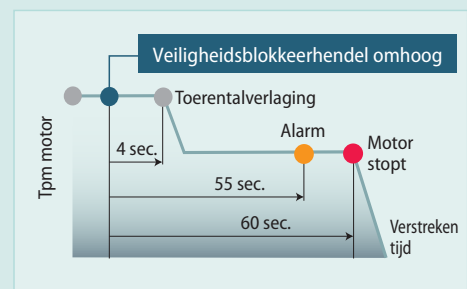 Veiligheidsblokkeerhendel omhoog
Toerentalverlaging
Alarm
Motor
stopt
4 sec.
55 sec.
60 sec.
Tpm motor
Verstreken
tijd